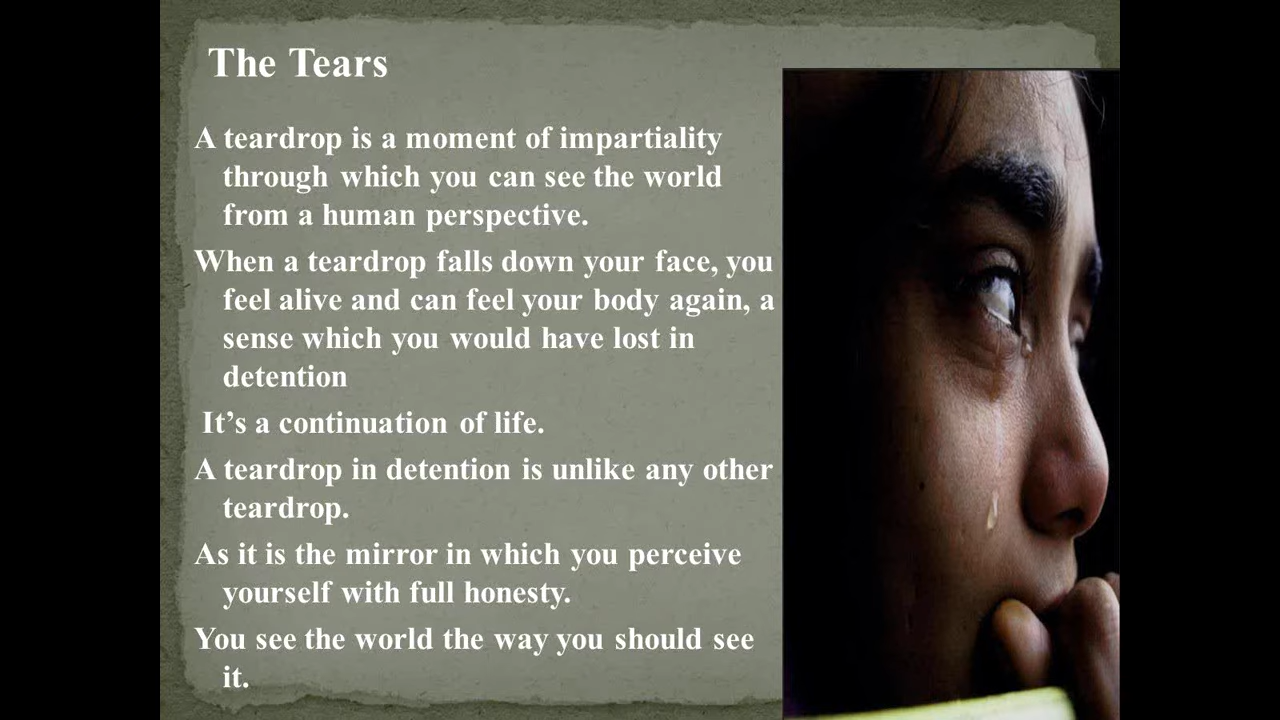 The Tears
A teardrop is a moment of impartiality
through which you can see the world
from a human perspective.
When a teardrop falls down your face, you
feel alive and can feel your body again, a
sense which you would have lost in
detention
It’s a continuation of life.
A teardrop in detention is unlike any other
teardrop.
As it is the mirror in which you perceive
yourself with full honesty.
You see the world the way you should see
it.